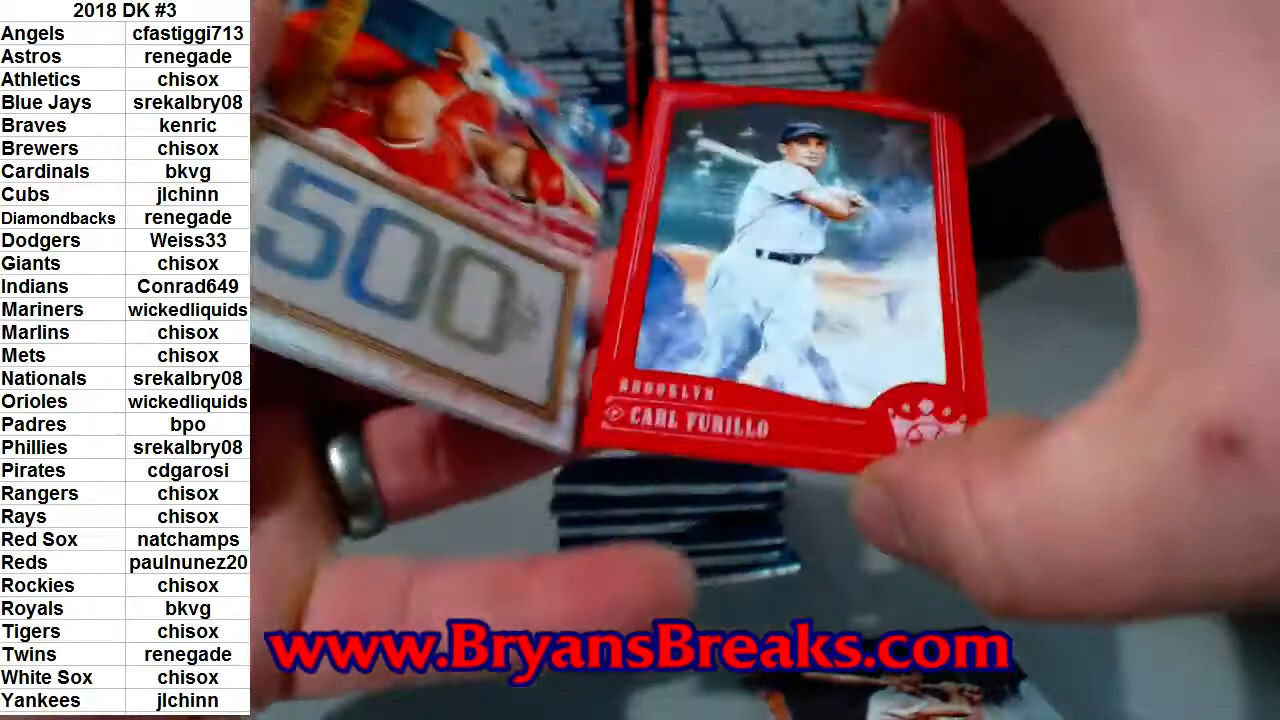 2018 DK #3
Angels cfastiggi713
Astros renegade
Athletics chisox
Blue Jays srekalbry08
Braves kenric
Brewers chisox
Cardinals bkvg
Cubs jlchinn
Diamondbacks renegade
Dodgers Weiss33
Giants chisox
Indians Conrad649
Mariners wickedliquids
Marlins chisox
Mets chisox
Nationals srekalbry08
Orioles wickedliquids
Padres bpo
Phillies srekalbry08
Pirates cdgarosi
Rangers chisox
Rays chisox
Red Sox natchamps
Reds paulnunez20
Rockies chisox
Royals bkvg
Tigers chisox
Twins renegade
White Sox chisox
Yankees jlchinn
500
BROOKLYN
CARL FURILLO
www.BryansBreaks.com